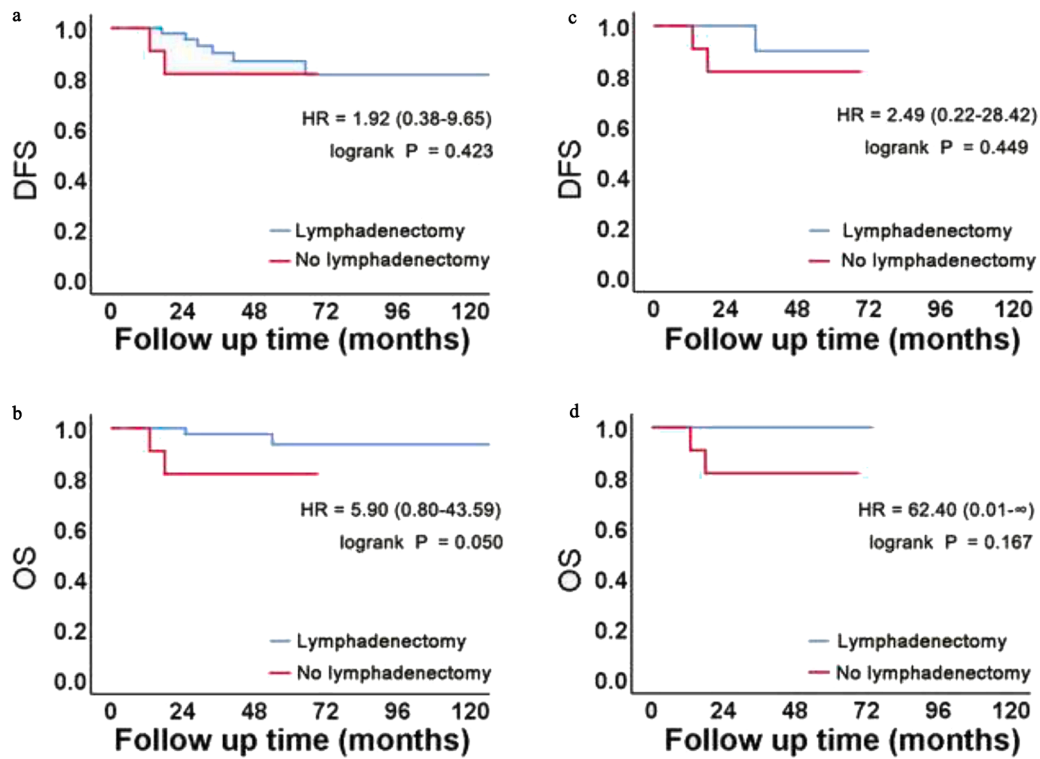 a
1.0
0.8
0.6
0.4
0.2
0.0
DFS
HR = 1.92 (0.38-9.65)
logrank P = 0.423
Lymphadenectomy
No lymphadenectomy
0 24 48 72 96 120
Follow up time (months)
c
1.0
0.8
0.6
0.4
0.2
0.0
DFS
HR = 2.49 (0.22-28.42)
logrank P = 0.449
Lymphadenectomy
No lymphadenectomy
0 24 48 72 96 120
Follow up time (months)
b
1.0
0.8
0.6
0.4
0.2
0.0
OS
HR = 5.90 (0.80-43.59)
logrank P = 0.050
Lymphadenectomy
No lymphadenectomy
0 24 48 72 96 120
Follow up time (months)
d
1.0
0.8
0.6
0.4
0.2
0.0
OS
HR = 62.40 (0.01-∞)
logrank P = 0.167
Lymphadenectomy
No lymphadenectomy
0 24 48 72 96 120
Follow up time (months)